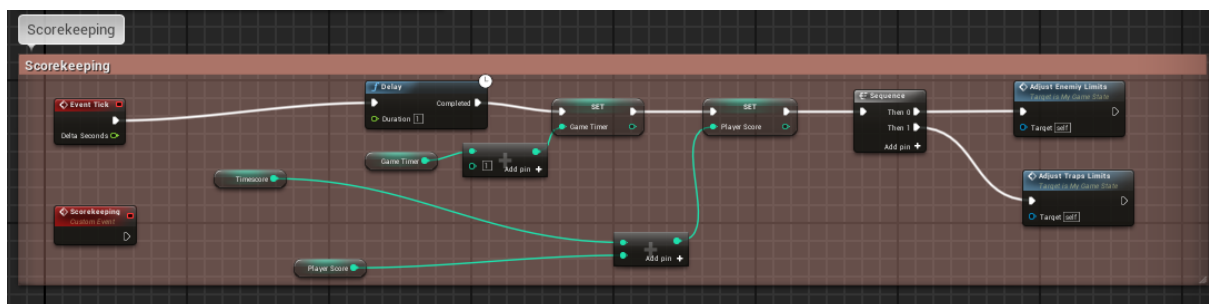 Scorekeeping
Scorekeeping
Event Tick
Delta Seconds
Delay
Completed
Duration 1
SET
Game Timer
SET
Player Score
Sequence
Then 0
Then 1
Add pin +
Adjust Enemiy Limits
Target is My Game State
Target self
Game Timer
1
Add pin +
Timescore
Adjust Traps Limits
Target is My Game State
Target self
Scorekeeping
Custom Event
Add pin +
Player Score